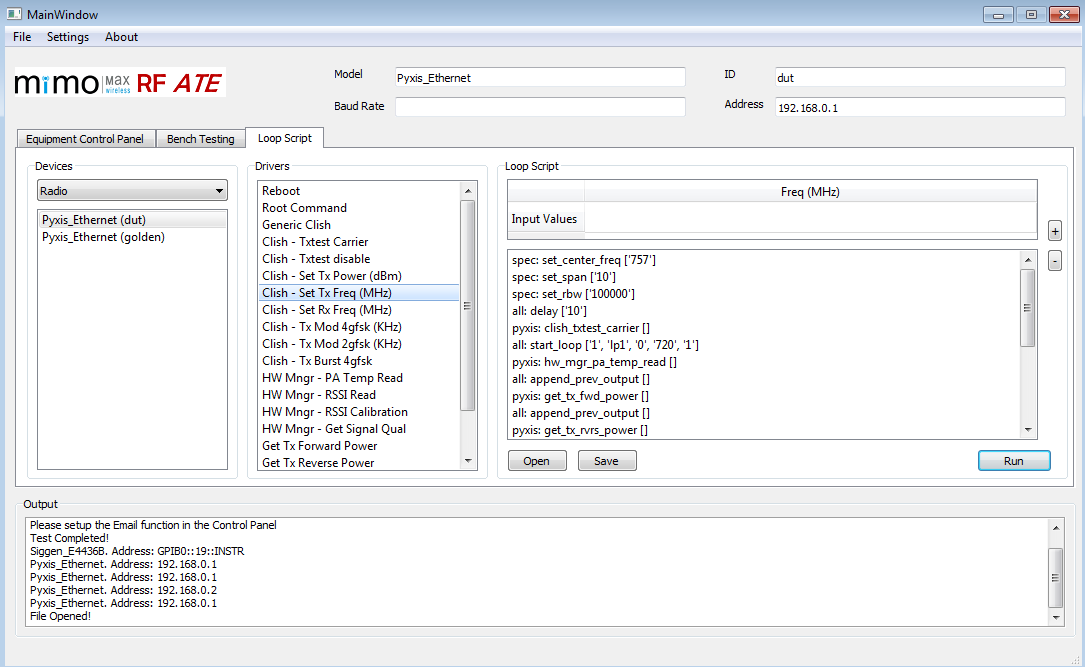 MainWindow
File Settings About
mimo MAX wireless RF ATE
Model Pyxis_Ethernet ID dut
Baud Rate Address 192.168.0.1
Equipment Control Panel Bench Testing Loop Script
Devices
Radio
Pyxis_Ethernet (dut)
Pyxis_Ethernet (golden)
Drivers
Reboot
Root Command
Generic Clish
Clish - Txtest Carrier
Clish - Txtest disable
Clish - Set Tx Power (dBm)
Clish - Set Tx Freq (MHz)
Clish - Set Rx Freq (MHz)
Clish - Tx Mod 4gfsk (KHz)
Clish - Tx Mod 2gfsk (KHz)
Clish - Tx Burst 4gfsk
HW Mngr - PA Temp Read
HW Mngr - RSSI Read
HW Mngr - RSSI Calibration
HW Mngr - Get Signal Qual
Get Tx Forward Power
Get Tx Reverse Power
Loop Script
Freq (MHz)
Input Values
+
-
spec: set_center_freq ['757']
spec: set_span ['10']
spec: set_rbw ['100000']
all: delay ['10']
pyxis: clish_txtest_carrier []
all: start_loop ['1', 'lp1', '0', '720', '1']
pyxis: hw_mgr_pa_temp_read []
all: append_prev_output []
pyxis: get_tx_fwd_power []
all: append_prev_output []
pyxis: get_tx_rvrs_power []
Open Save Run
Output
Please setup the Email function in the Control Panel
Test Completed!
Siggen_E4436B. Address: GPIB0::19::INSTR
Pyxis_Ethernet. Address: 192.168.0.1
Pyxis_Ethernet. Address: 192.168.0.1
Pyxis_Ethernet. Address: 192.168.0.2
Pyxis_Ethernet. Address: 192.168.0.1
File Opened!